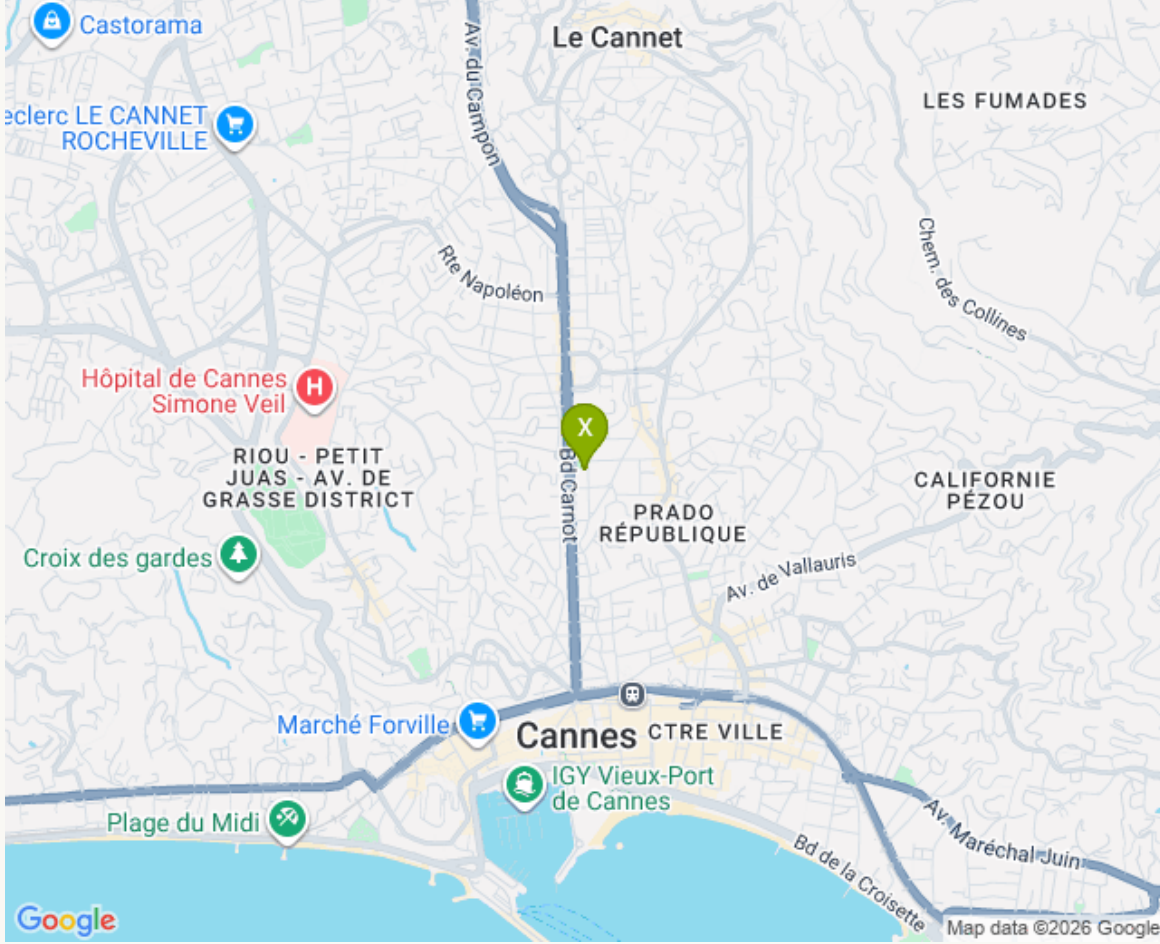 Castorama
Le Cannet
Av. du Campon
LES FUMADES
eclerc LE CANNET
ROCHEVILLE
Chem. des Collines
Rte Napoléon
Hôpital de Cannes
Simone Veil
H
X
RIOU - PETIT
JUAS - AV. DE
GRASSE DISTRICT
Bd Carnot
CALIFORNIE
PÉZOU
PRADO
RÉPUBLIQUE
Croix des gardes
Av. de Vallauris
Marché Forville
Cannes
CTRE VILLE
IGY Vieux-Port
de Cannes
Plage du Midi
Av. Maréchal Juin
Bd de la Croisette
Google
Map data ©2026 Google